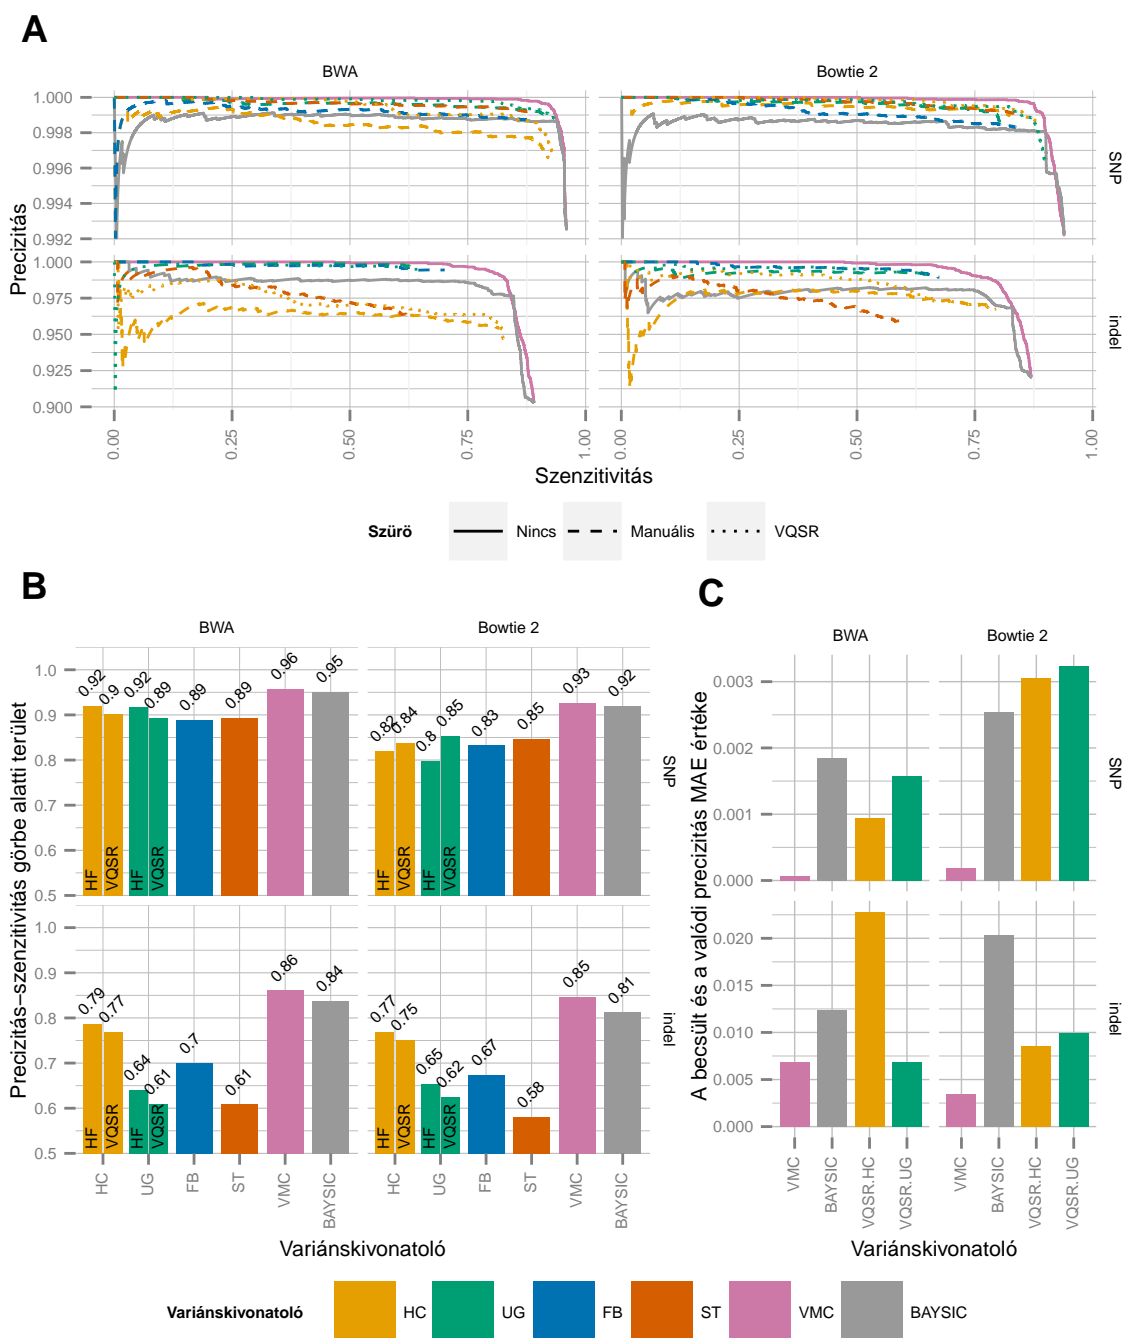 A
BWA
Bowtie 2
Precizitás
1.000
0.998
0.996
0.994
0.992
SNP
1.000
0.975
0.950
0.925
0.900
indel
0.00
0.25
0.50
0.75
1.00
0.00
0.25
0.50
0.75
1.00
Szenzitivitás
Szürö
Nincs
Manuális
VQSR
B
BWA
Bowtie 2
Precizitás−szenzitivitás görbe alatti terület
1.0
0.9
0.8
0.7
0.6
0.5
0.92
0.9
0.92
0.89
0.89
0.89
0.96
0.95
HF
VQSR
HF
VQSR
0.82
0.84
0.8
0.85
0.83
0.85
0.93
0.92
HF
VQSR
HF
VQSR
SNP
1.0
0.9
0.8
0.7
0.6
0.5
0.79
0.77
0.64
0.61
0.7
0.61
0.86
0.84
HF
VQSR
HF
VQSR
0.77
0.75
0.65
0.62
0.67
0.58
0.85
0.81
HF
VQSR
HF
VQSR
indel
HC
UG
FB
ST
VMC
BAYSIC
HC
UG
FB
ST
VMC
BAYSIC
Variánskivonatoló
C
BWA
Bowtie 2
A becsült és a valódi precizitás MAE értéke
0.003
0.002
0.001
0.000
SNP
0.020
0.015
0.010
0.005
0.000
indel
VMC
BAYSIC
VQSR.HC
VQSR.UG
VMC
BAYSIC
VQSR.HC
VQSR.UG
Variánskivonatoló
Variánskivonatoló
HC
UG
FB
ST
VMC
BAYSIC